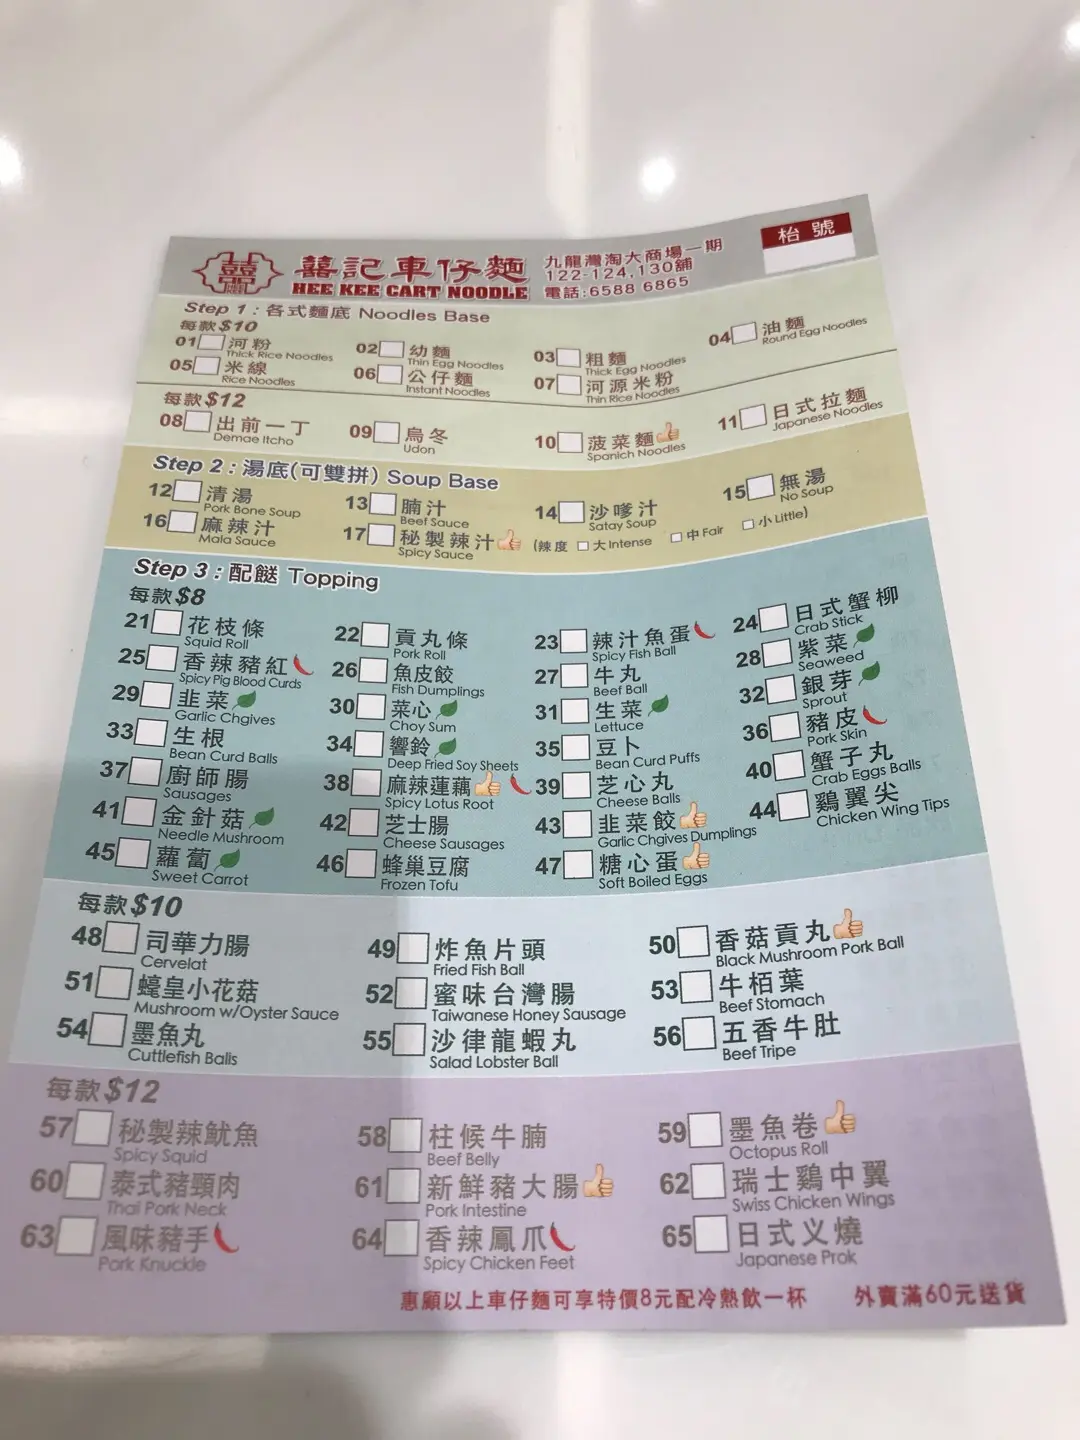 囍記車仔麵
HEE KEE CART NOODLE
九龍灣淘大商場一期
122-124,130舖
電話:6588 6865
枱號
Step 1 : 各式麵底 Noodles Base
每款$10
01 河粉 Thick Rice Noodles
02 幼麵 Thin Egg Noodles
03 粗麵 Thick Egg Noodles
04 油麵 Round Egg Noodles
05 米線 Rice Noodles
06 公仔麵 Instant Noodles
07 河源米粉 Thin Rice Noodles
每款$12
08 出前一丁 Demae Itcho
09 烏冬 Udon
10 菠菜麵 Spanich Noodles
11 日式拉麵 Japanese Noodles
Step 2 : 湯底(可雙拼) Soup Base
12 清湯 Pork Bone Soup
13 腩汁 Beef Sauce
14 沙嗲汁 Satay Soup
15 無湯 No Soup
16 麻辣汁 Mala Sauce
17 秘製辣汁 Spicy Sauce
(辣度 大 Intense 中 Fair 小 Little)
Step 3 : 配餸 Topping
每款$8
21 花枝條 Squid Roll
22 貢丸條 Pork Roll
23 辣汁魚蛋 Spicy Fish Ball
24 日式蟹柳 Crab Stick
25 香辣豬紅 Spicy Pig Blood Curds
26 魚皮餃 Fish Dumplings
27 牛丸 Beef Ball
28 紫菜 Seaweed
29 韭菜 Garlic Chgives
30 菜心 Choy Sum
31 生菜 Lettuce
32 銀芽 Sprout
33 生根 Bean Curd Balls
34 響鈴 Deep Fried Soy Sheets
35 豆卜 Bean Curd Puffs
36 豬皮 Pork Skin
37 廚師腸 Sausages
38 麻辣蓮藕 Spicy Lotus Root
39 芝心丸 Cheese Balls
40 蟹子丸 Crab Eggs Balls
41 金針菇 Needle Mushroom
42 芝士腸 Cheese Sausages
43 韭菜餃 Garlic Chgives Dumplings
44 鷄翼尖 Chicken Wing Tips
45 蘿蔔 Sweet Carrot
46 蜂巢豆腐 Frozen Tofu
47 糖心蛋 Soft Boiled Eggs
每款$10
48 司華力腸 Cervelat
49 炸魚片頭 Fried Fish Ball
50 香菇貢丸 Black Mushroom Pork Ball
51 蠔皇小花菇 Mushroom w/Oyster Sauce
52 蜜味台灣腸 Taiwanese Honey Sausage
53 牛栢葉 Beef Stomach
54 墨魚丸 Cuttlefish Balls
55 沙律龍蝦丸 Salad Lobster Ball
56 五香牛肚 Beef Tripe
每款$12
57 秘製辣魷魚 Spicy Squid
58 柱候牛腩 Beef Belly
59 墨魚卷 Octopus Roll
60 泰式豬頸肉 Thai Pork Neck
61 新鮮豬大腸 Pork Intestine
62 瑞士鷄中翼 Swiss Chicken Wings
63 風味豬手 Pork Knuckle
64 香辣鳳爪 Spicy Chicken Feet
65 日式义燒 Japanese Prok
惠顧以上車仔麵可享特價8元配冷熱飲一杯
外賣滿60元送貨